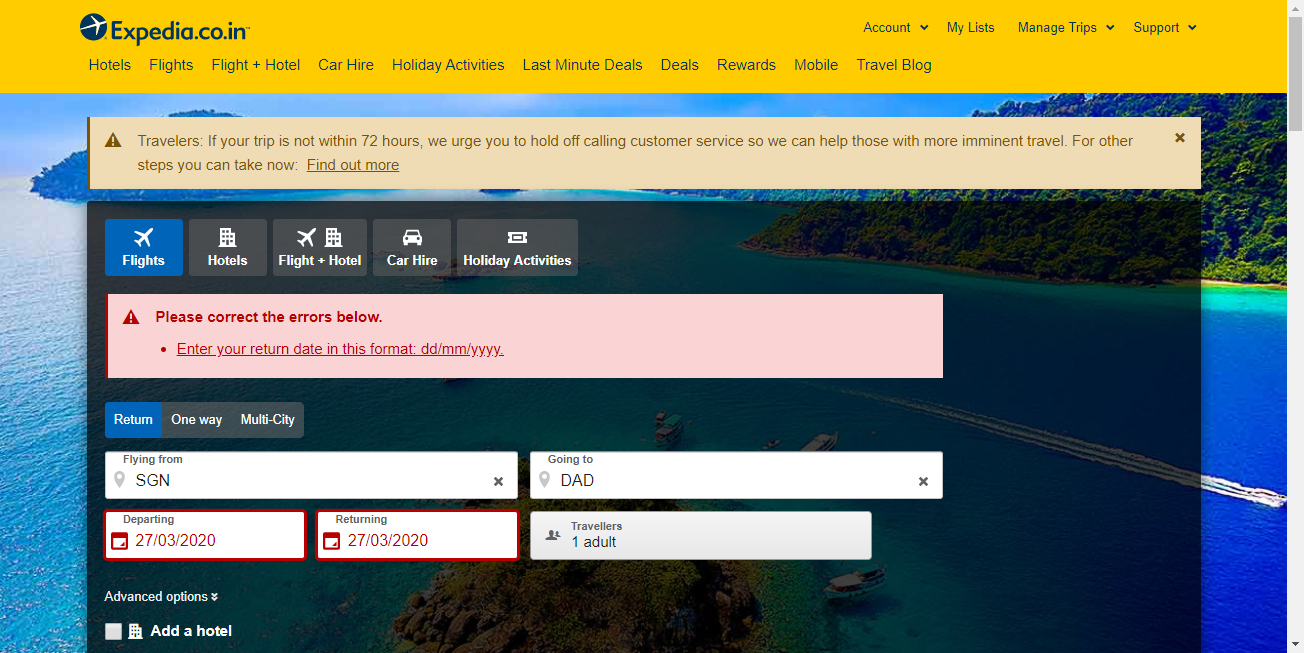 Expedia.co.in™
Account My Lists Manage Trips Support
Hotels Flights Flight + Hotel Car Hire Holiday Activities Last Minute Deals Deals Rewards Mobile Travel Blog
Travelers: If your trip is not within 72 hours, we urge you to hold off calling customer service so we can help those with more imminent travel. For other
steps you can take now: Find out more
Flights Hotels Flight + Hotel Car Hire Holiday Activities
Please correct the errors below.
• Enter your return date in this format: dd/mm/yyyy.
Return One way Multi-City
Flying from
SGN
Going to
DAD
Departing
27/03/2020
Returning
27/03/2020
Travellers
1 adult
Advanced options
Add a hotel